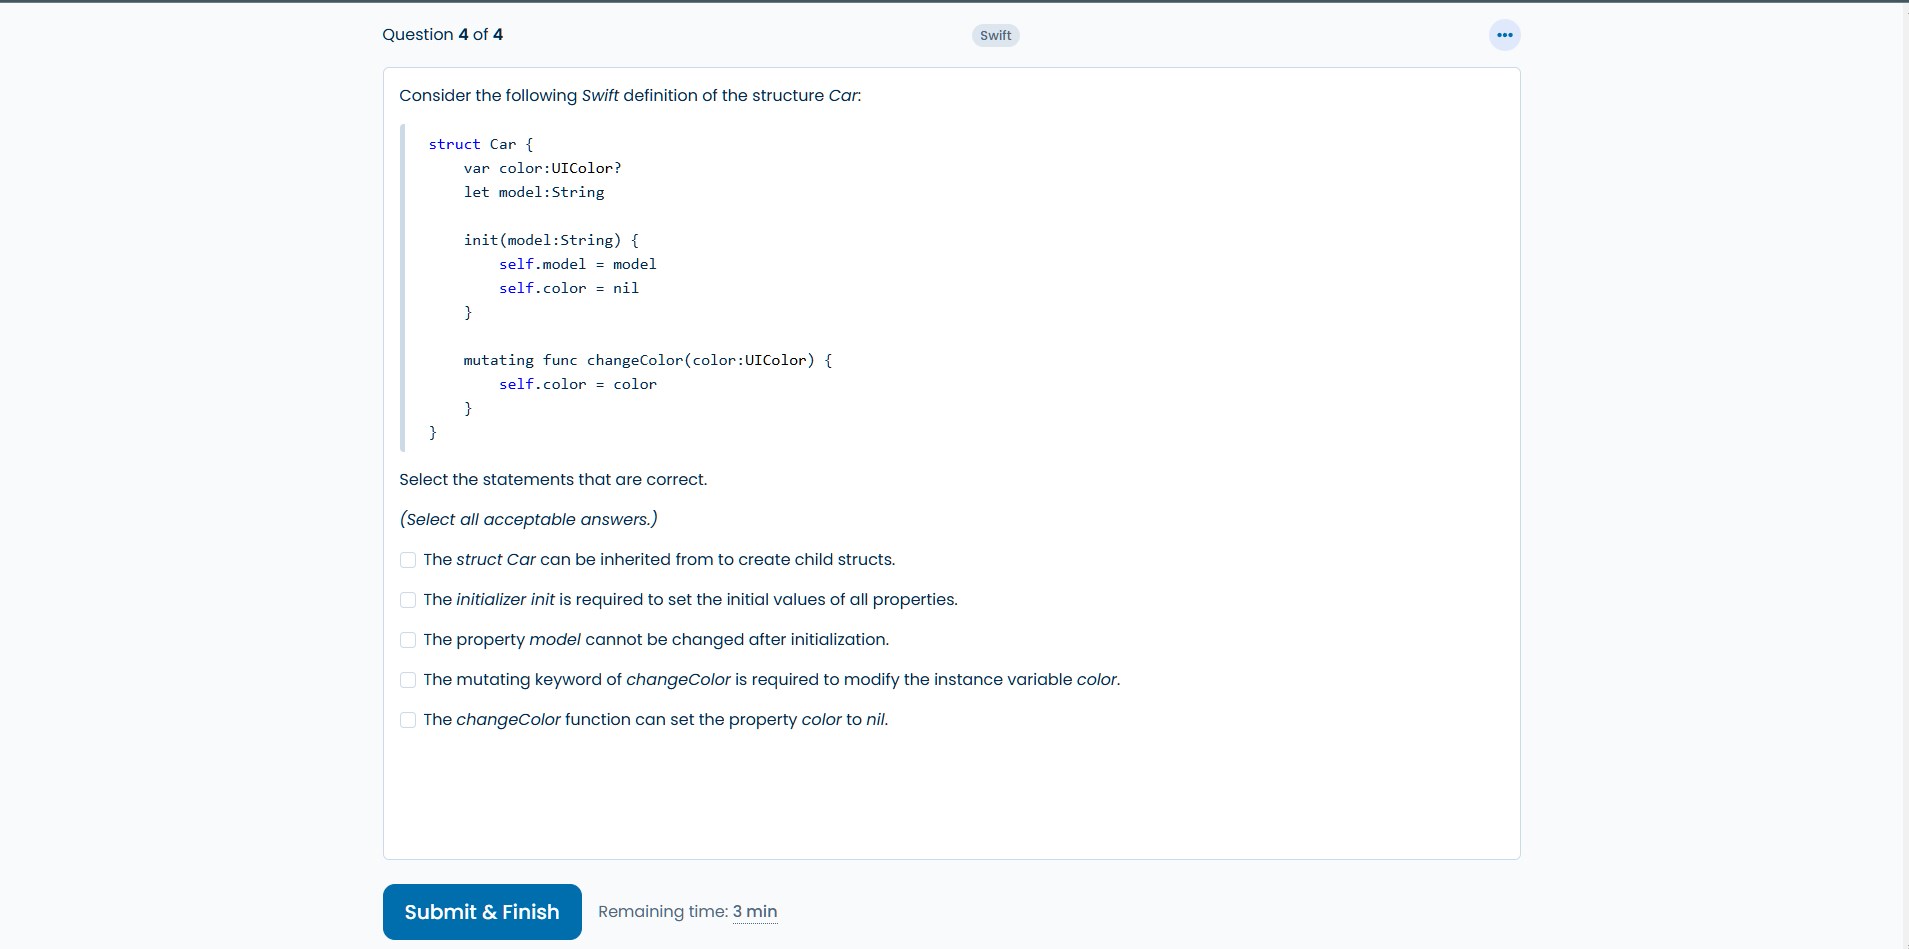 Question 4 of 4
Swift
Consider the following Swift definition of the structure Car:
struct Car {
    var color:UIColor?
    let model:String

    init(model:String) {
        self.model = model
        self.color = nil
    }

    mutating func changeColor(color:UIColor) {
        self.color = color
    }
}
Select the statements that are correct.
(Select all acceptable answers.)
The struct Car can be inherited from to create child structs.
The initializer init is required to set the initial values of all properties.
The property model cannot be changed after initialization.
The mutating keyword of changeColor is required to modify the instance variable color.
The changeColor function can set the property color to nil.
Submit & Finish
Remaining time: 3 min